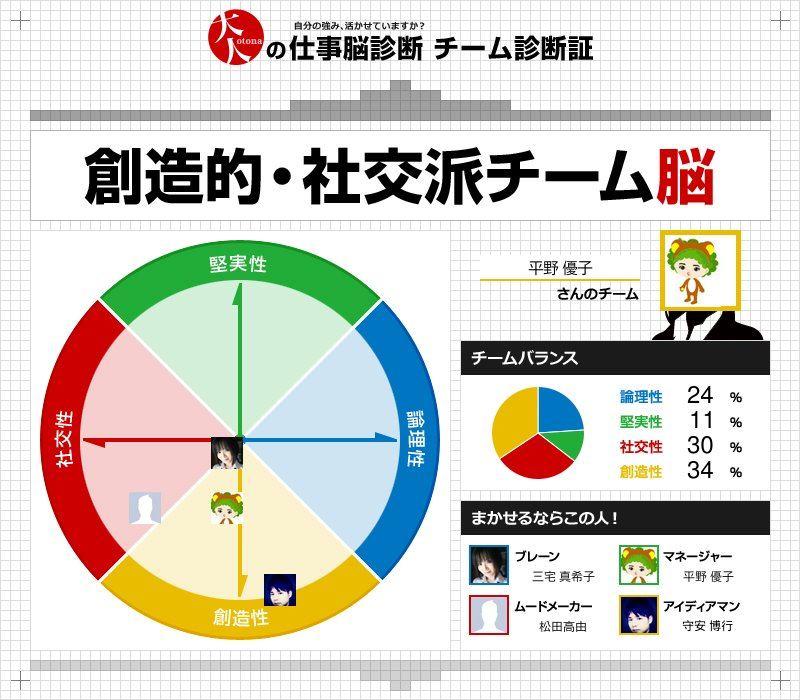 自分の強み、活かせていますか？
大人 otona の仕事脳診断 チーム診断証
創造的・社交派チーム脳
平野 優子
さんのチーム
堅実性
社交性
論理性
創造性
チームバランス
論理性 24 %
堅実性 11 %
社交性 30 %
創造性 34 %
まかせるならこの人！
ブレーン
三宅 真希子
マネージャー
平野 優子
ムードメーカー
松田高由
アイディアマン
守安 博行